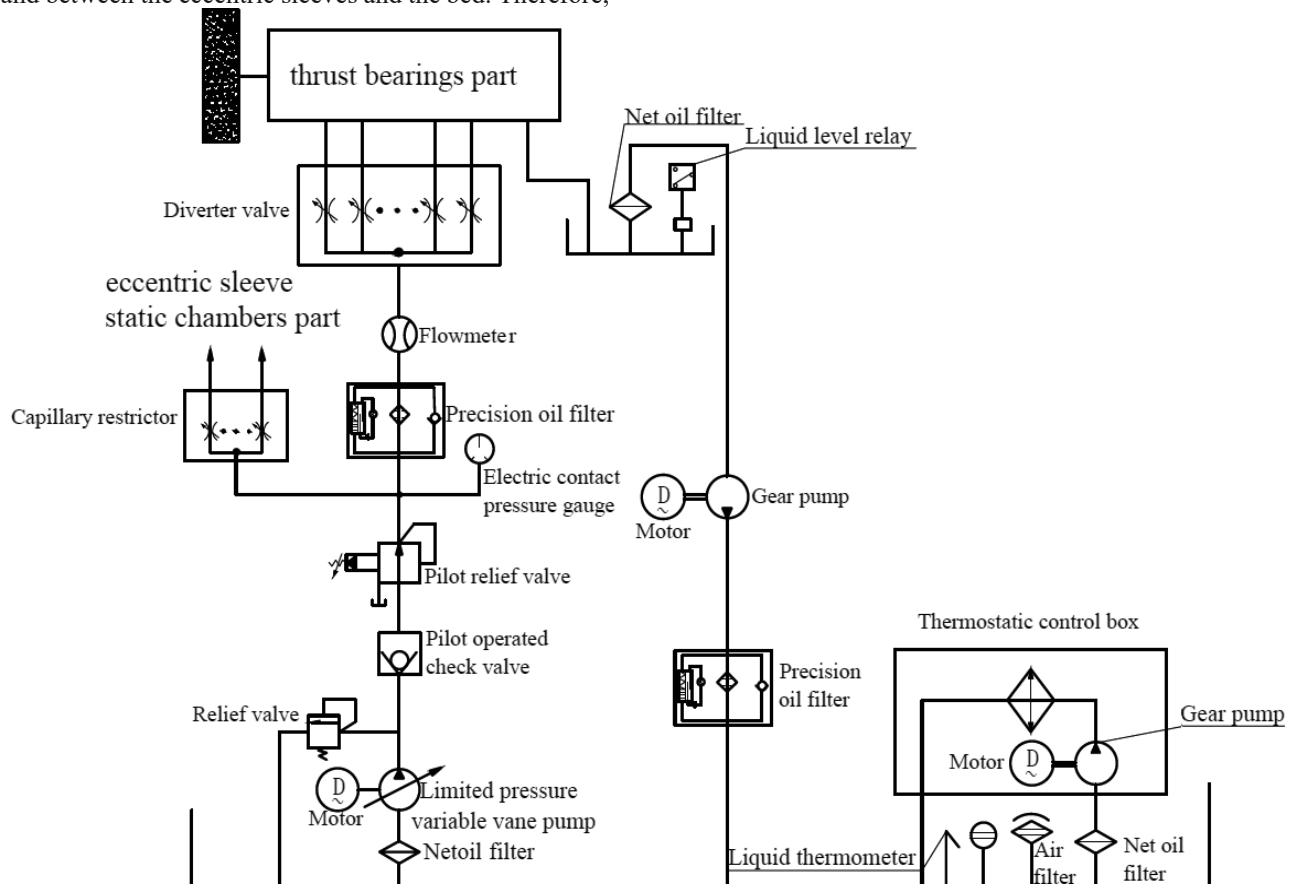 and between the eccentric sleeves and the bed. Therefore,
thrust bearings part
Net oil filter
Liquid level relay
Diverter valve
eccentric sleeve
static chambers part
Flowmeter
Capillary restrictor
Precision oil filter
Electric contact
pressure gauge
D
~
Gear pump
Motor
Pilot relief valve
Thermostatic control box
Pilot operated
check valve
Precision
oil filter
Relief valve
Gear pump
Motor
D
~
D
~
Motor
Limited pressure
variable vane pump
Netoil filter
Liquid thermometer
Air
filter
Net oil
filter